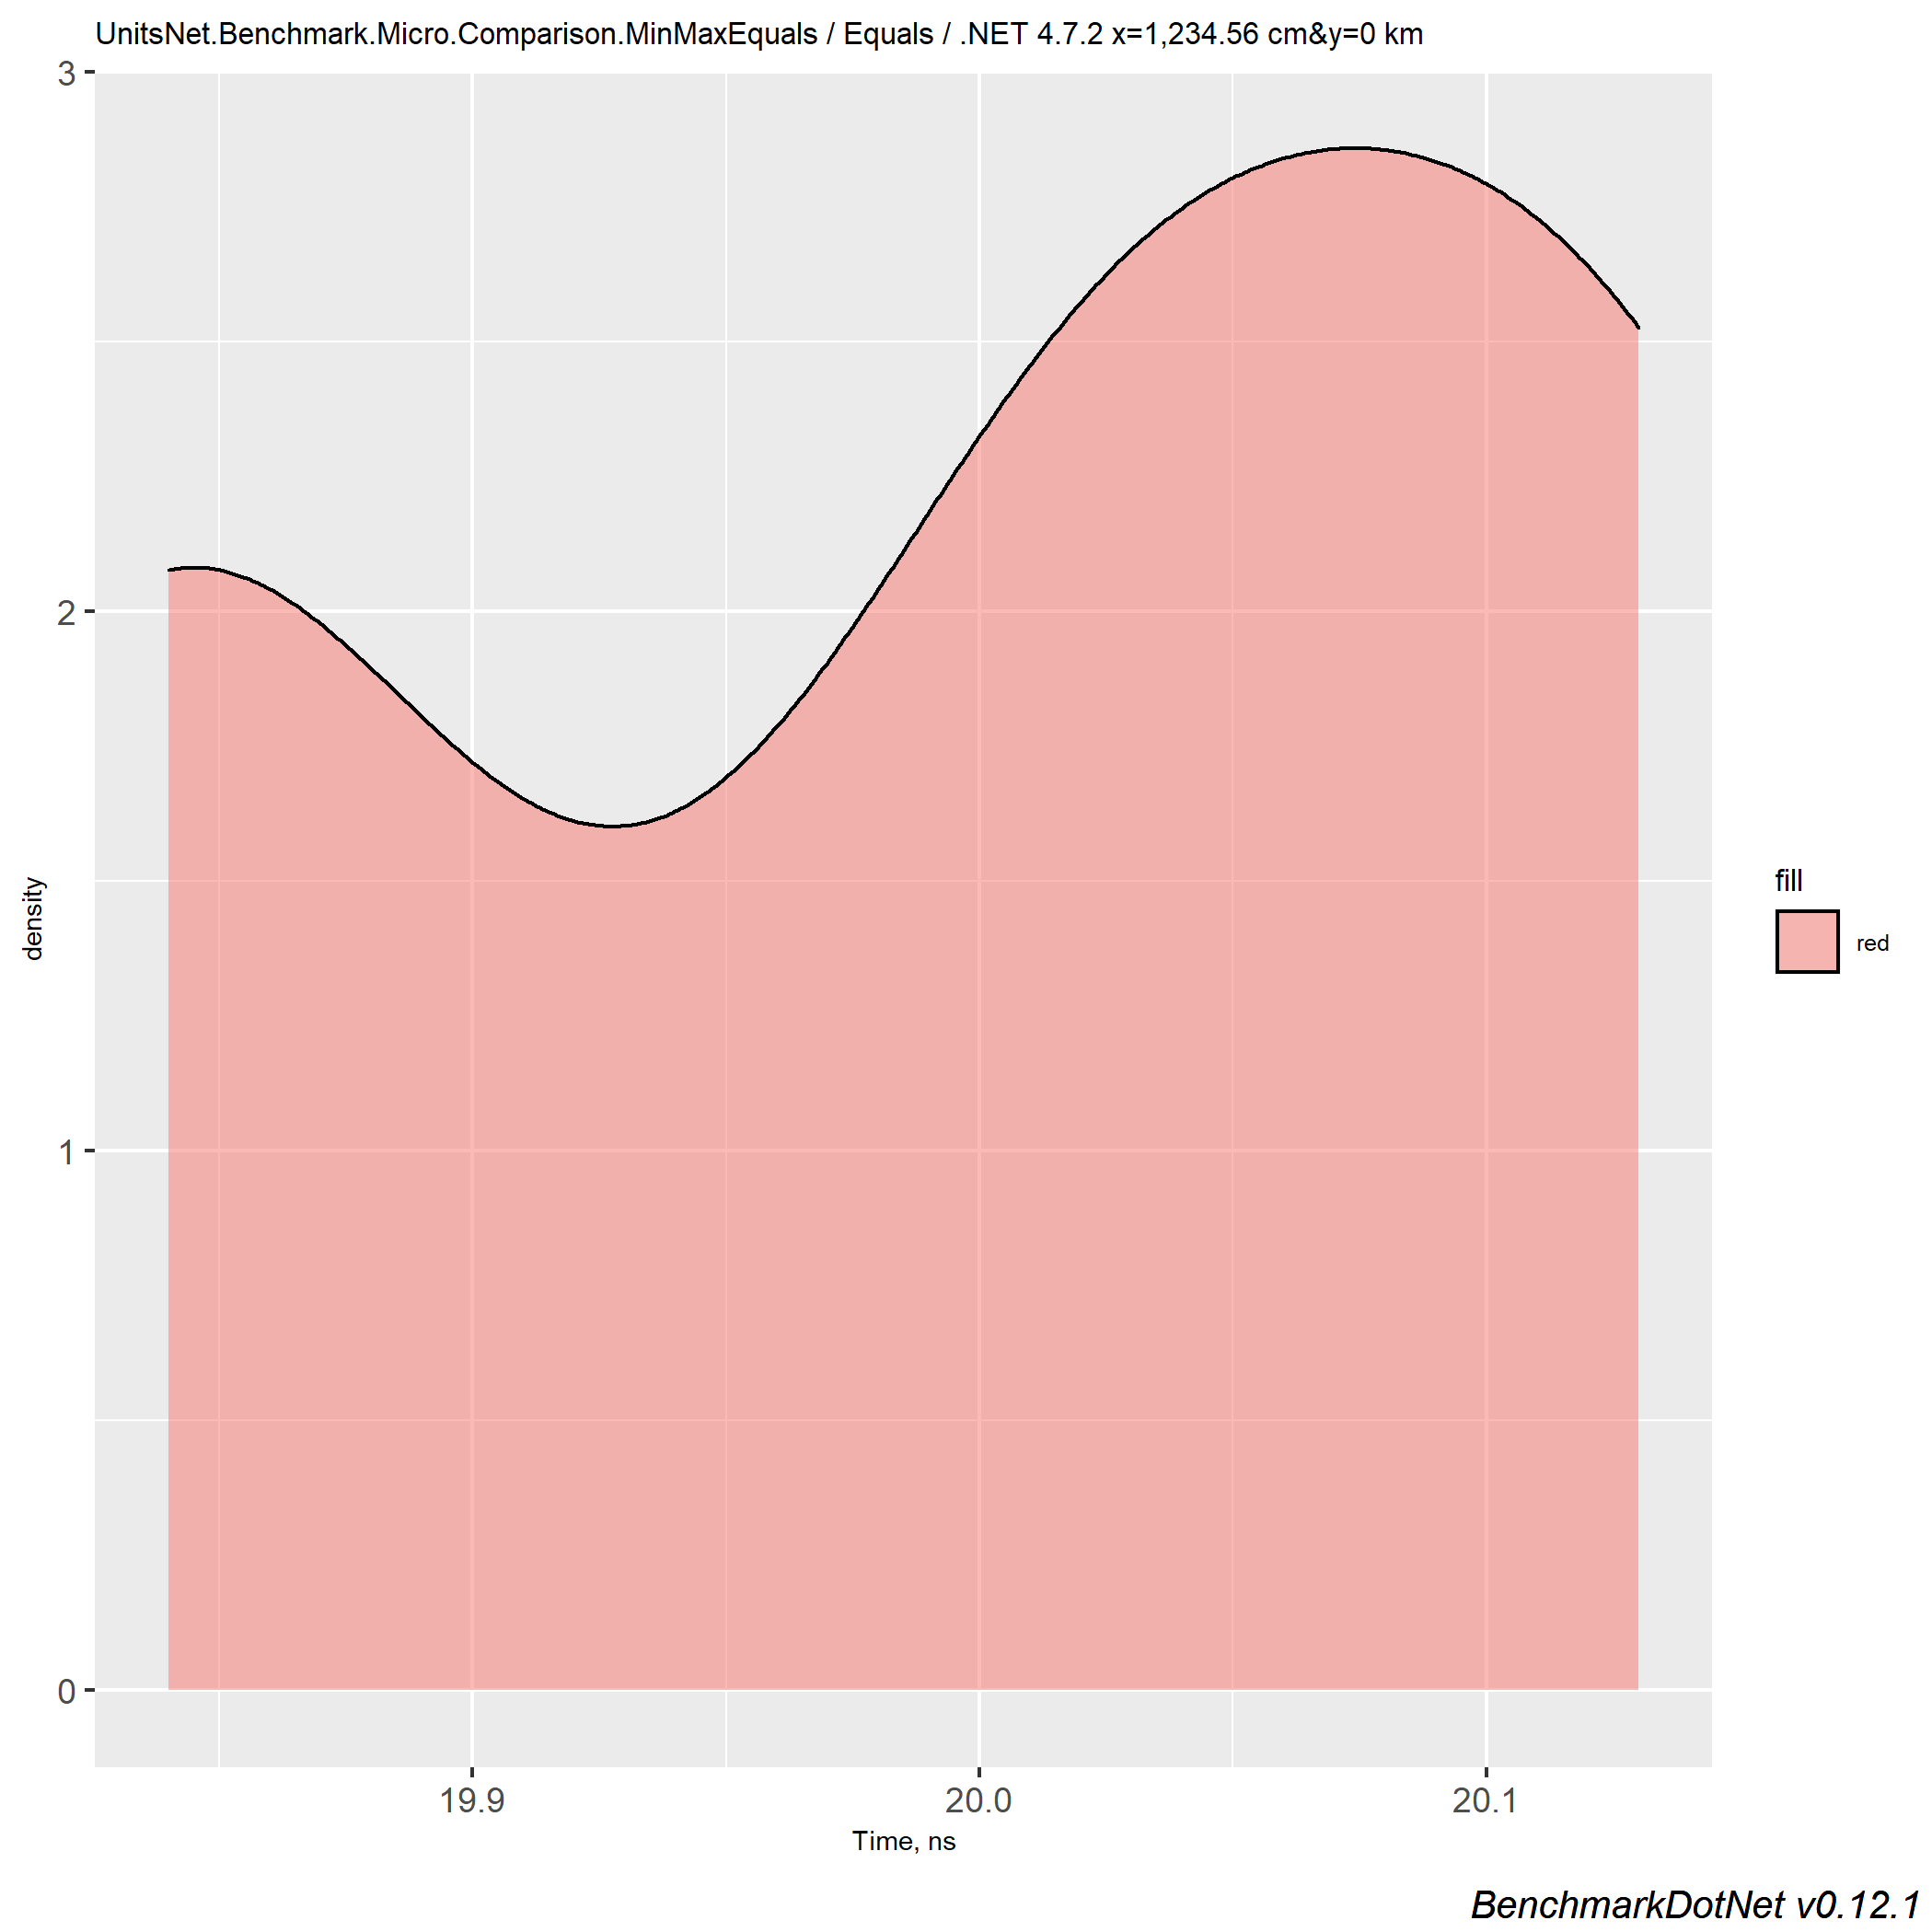 UnitsNet.Benchmark.Micro.Comparison.MinMaxEquals / Equals / .NET 4.7.2 x=1,234.56 cm&y=0 km
3
2
1
0
density
19.9 20.0 20.1
Time, ns
fill
red
BenchmarkDotNet v0.12.1